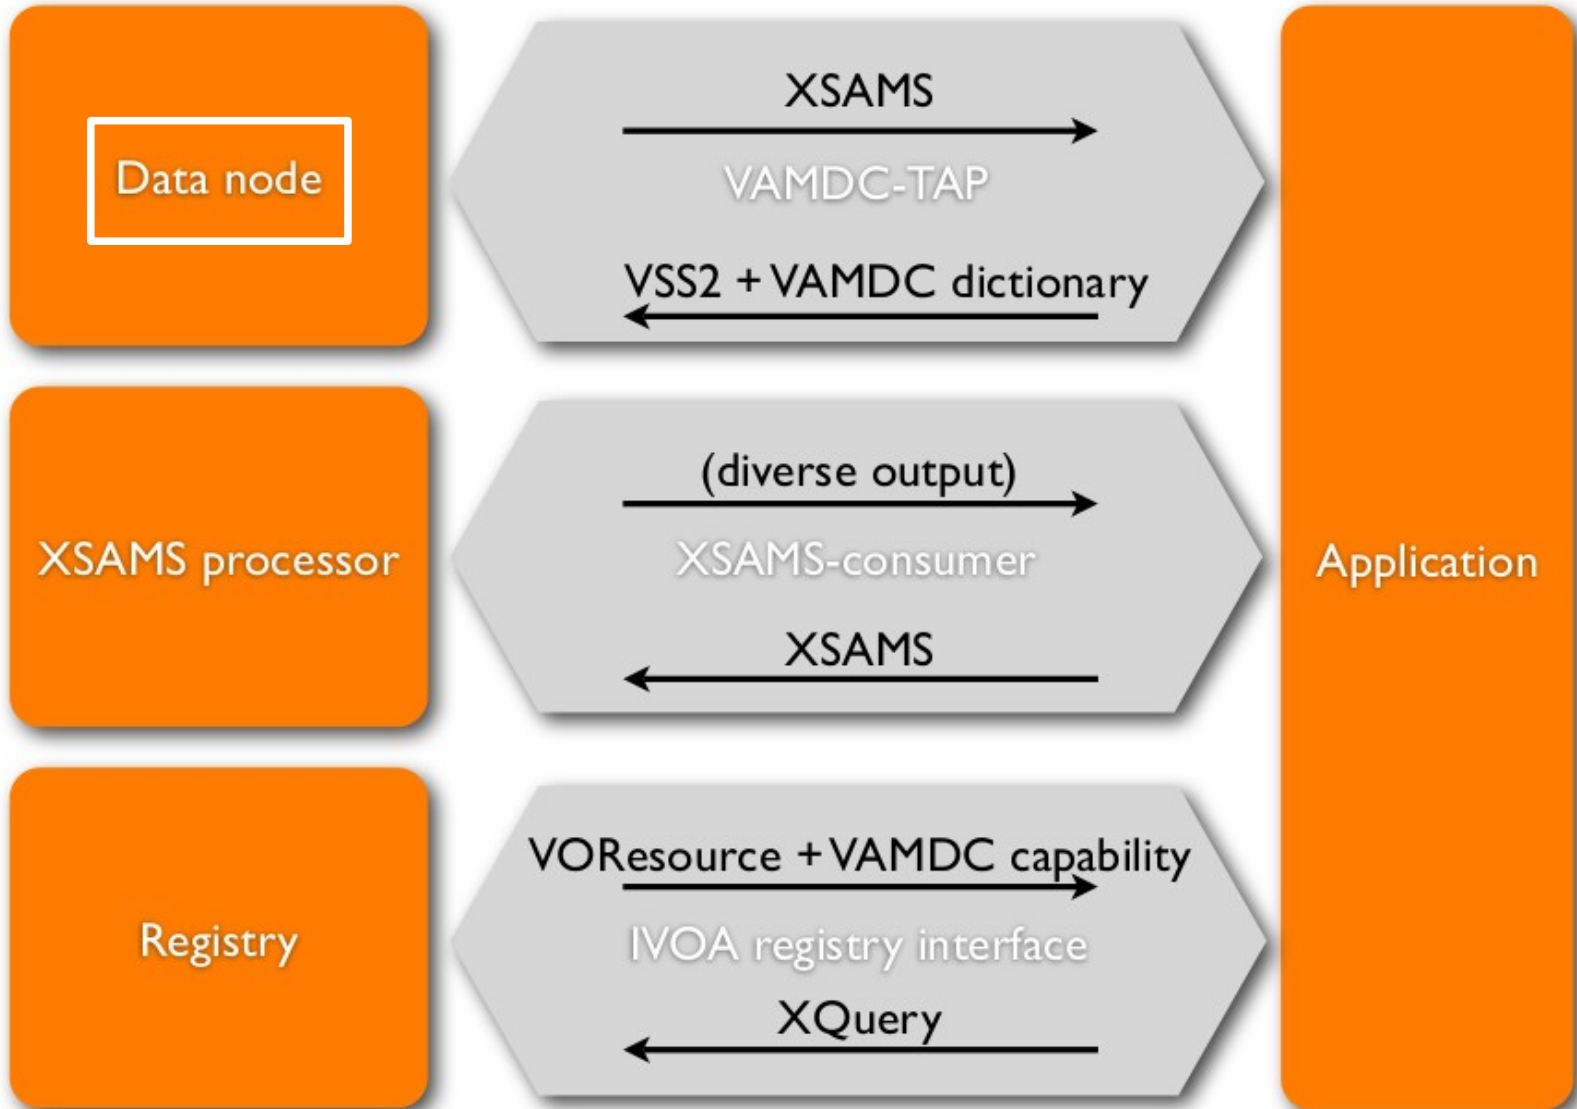 XSAMS
Data node
VAMDC-TAP
VSS2 + VAMDC dictionary
(diverse output)
XSAMS processor
XSAMS-consumer
Application
XSAMS
VOResource + VAMDC capability
Registry
IVOA registry interface
XQuery